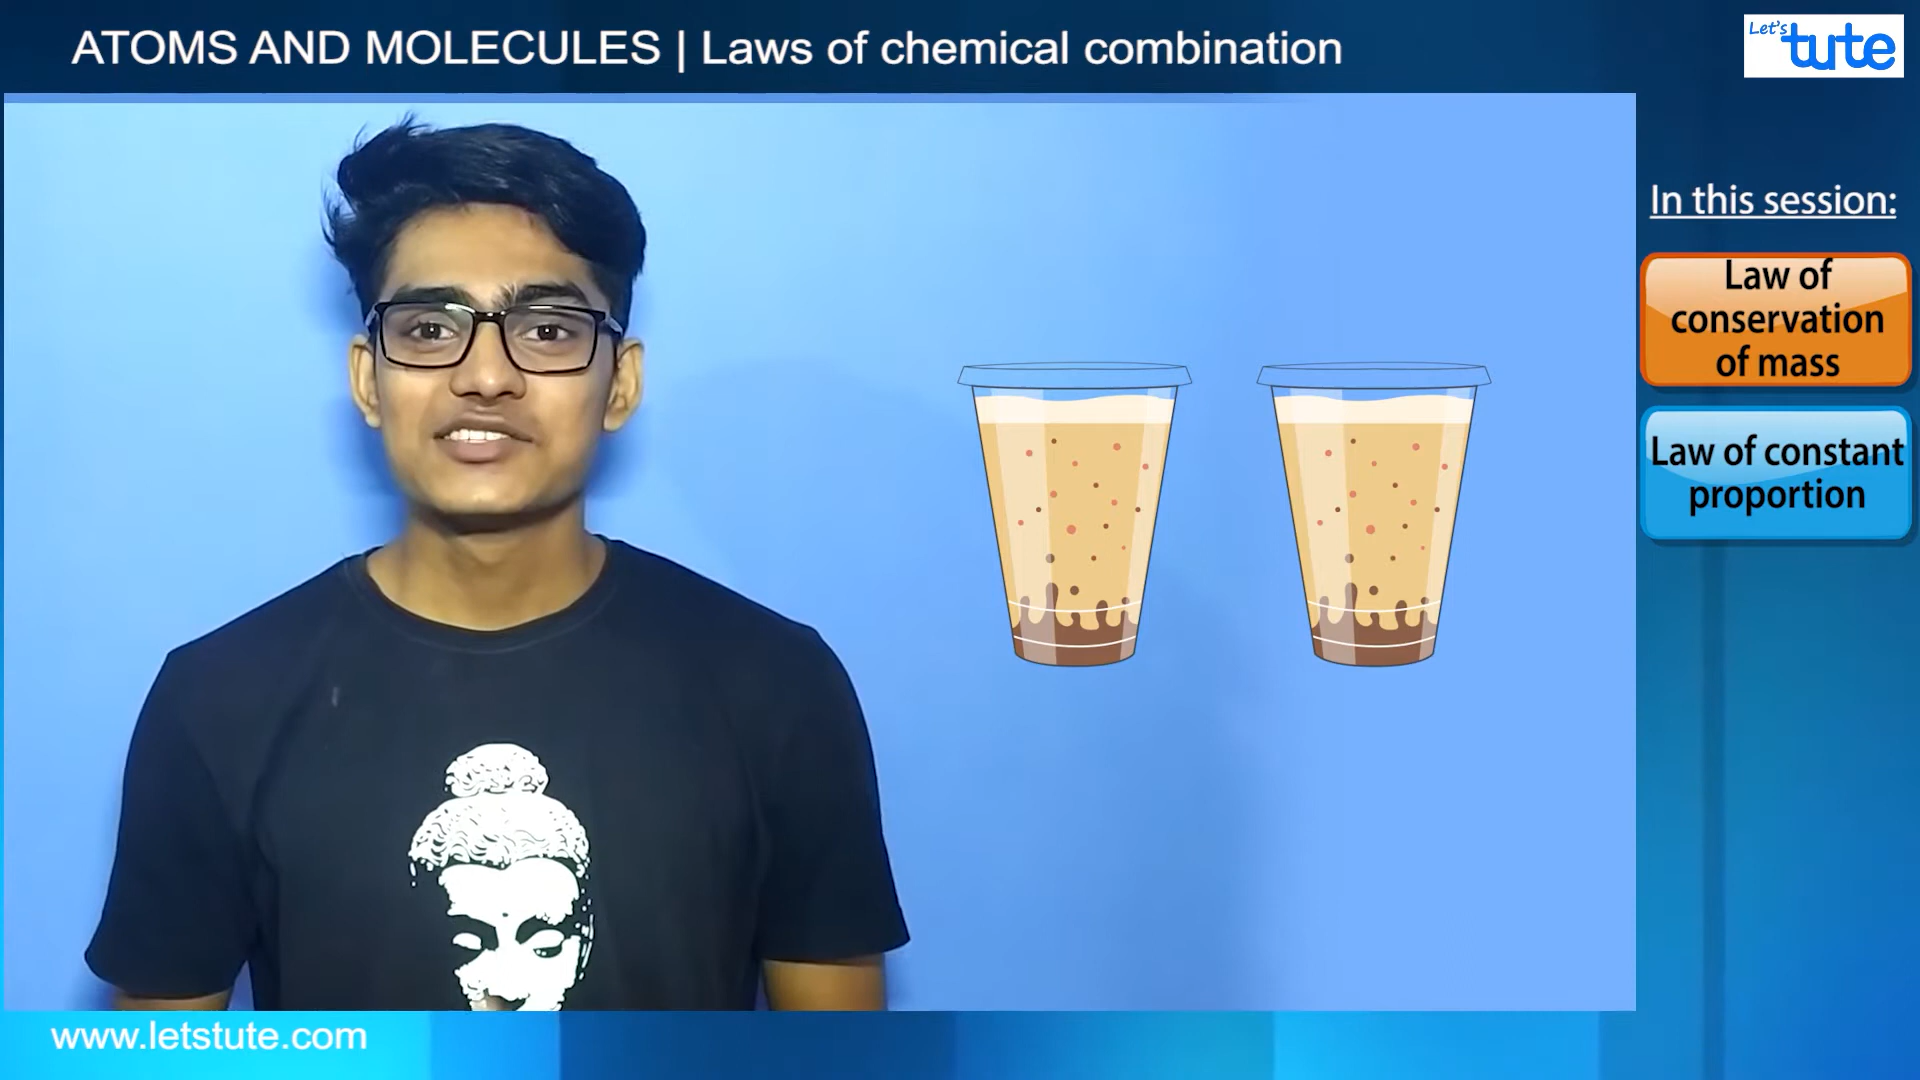 ATOMS AND MOLECULES | Laws of chemical combination
Let's
tute
In this session:
Law of
conservation
of mass
Law of constant
proportion
www.letstute.com